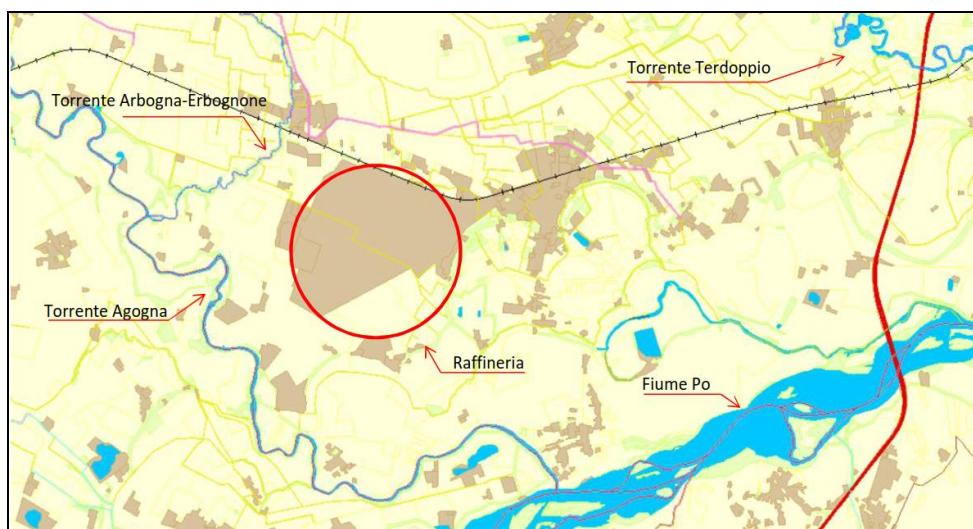 Torrente Terdoppio
Torrente Arbogna-Erbognone
Torrente Agogna
Raffineria
Fiume Po